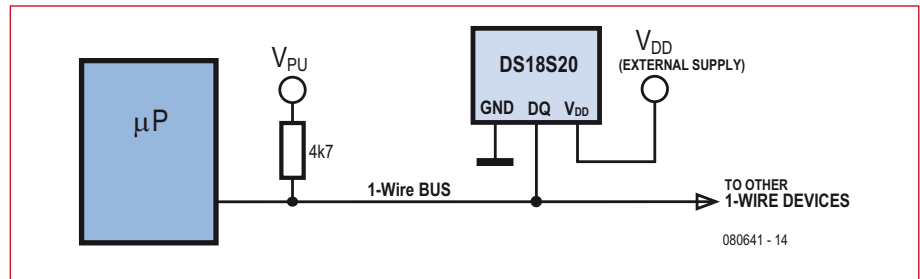 µP
V_PU
4k7
1-Wire BUS
DS18S20
GND DQ V_DD
V_DD
(EXTERNAL SUPPLY)
TO OTHER
1-WIRE DEVICES
080641 - 14